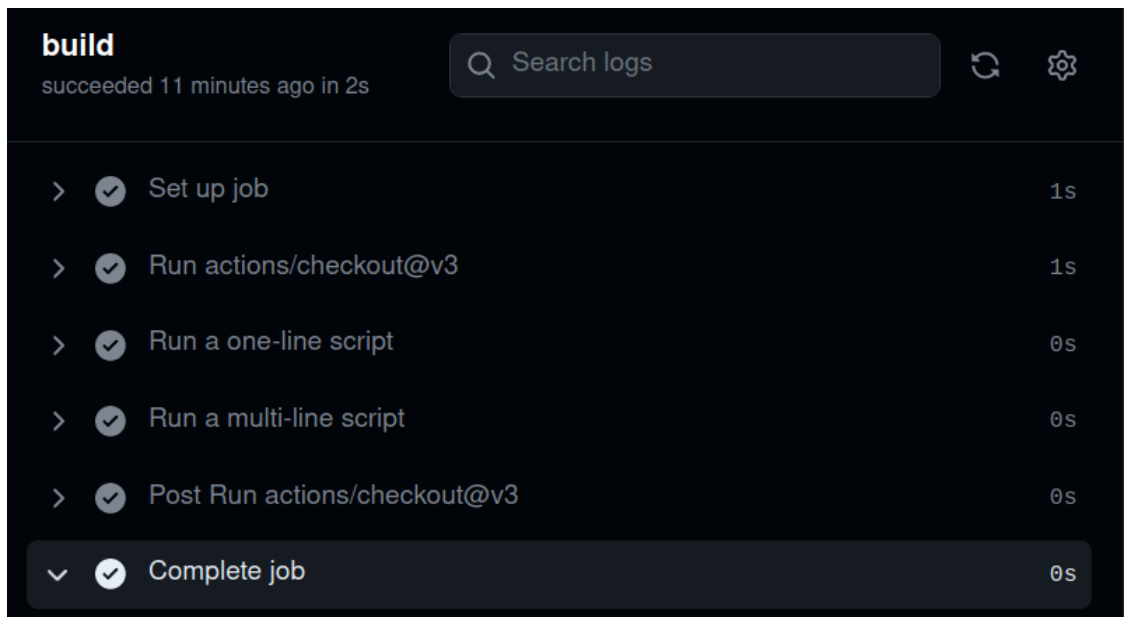 build
succeeded 11 minutes ago in 2s
Search logs
Set up job 1s
Run actions/checkout@v3 1s
Run a one-line script 0s
Run a multi-line script 0s
Post Run actions/checkout@v3 0s
Complete job 0s